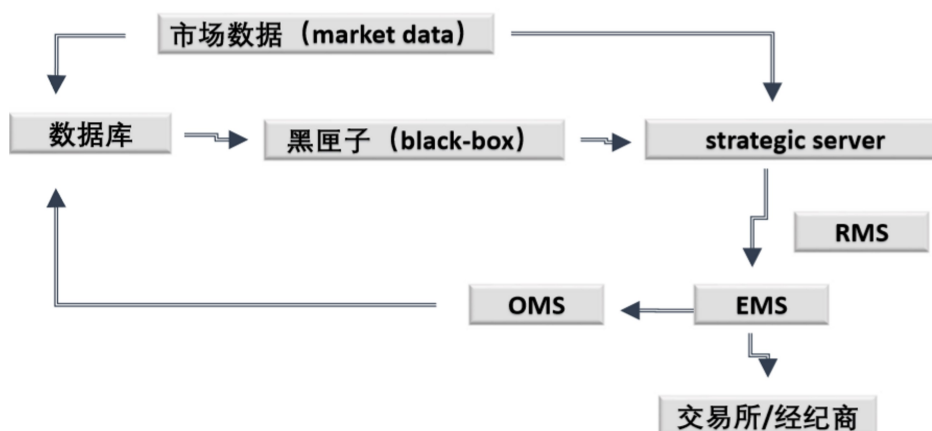 市场数据（market data）
数据库
黑匣子（black-box）
strategic server
RMS
OMS
EMS
交易所/经纪商